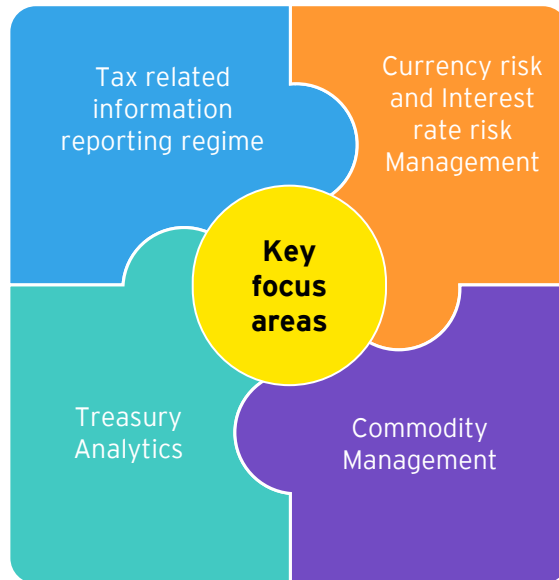 Tax related
information
reporting regime
Currency risk
and Interest
rate risk
Management
Key
focus
areas
Treasury
Analytics
Commodity
Management